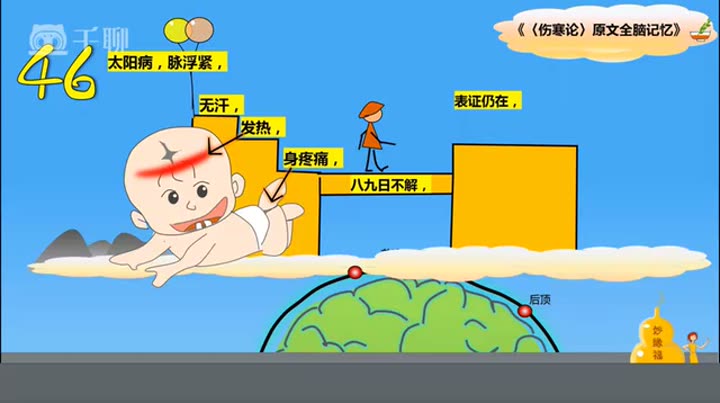 千聊
《〈伤寒论〉原文全脑记忆》
46
太阳病，脉浮紧，
无汗，
发热，
身疼痛，
表证仍在，
八九日不解，
后顶
妙缘福